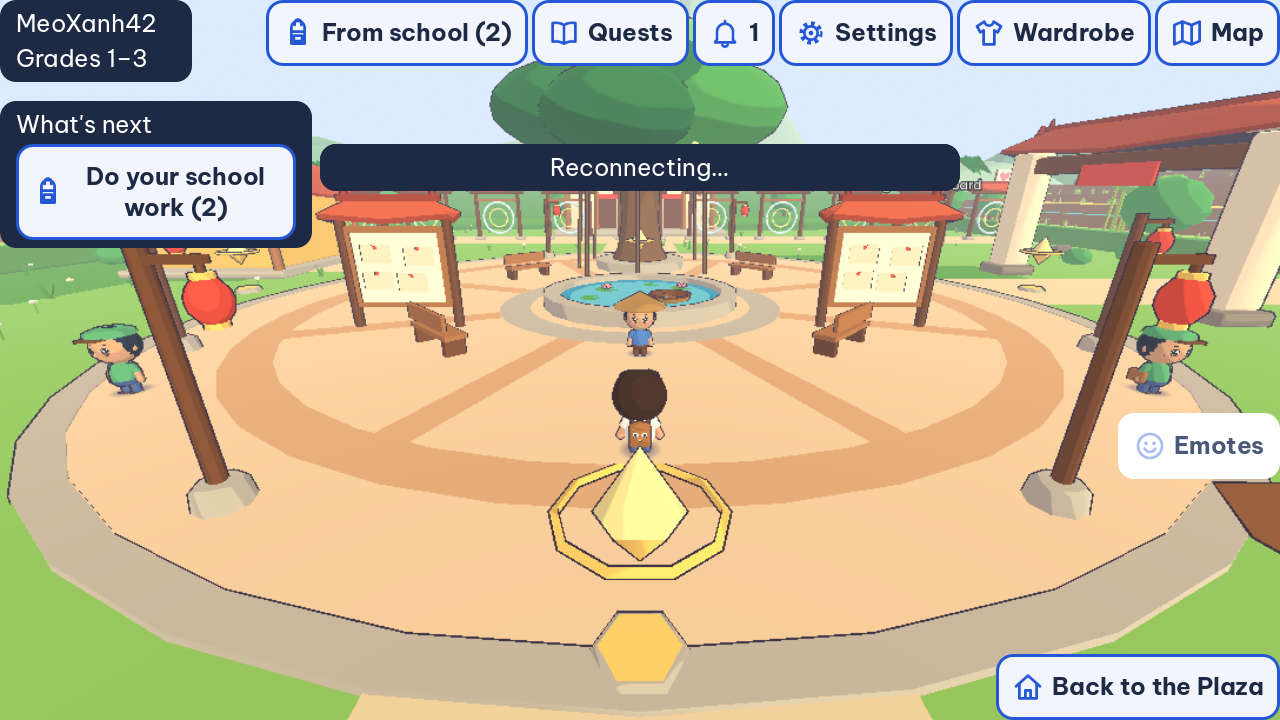 MeoXanh42
Grades 1–3
From school (2)
Quests
1
Settings
Wardrobe
Map
What's next
Do your school
work (2)
Reconnecting...
Emotes
Back to the Plaza